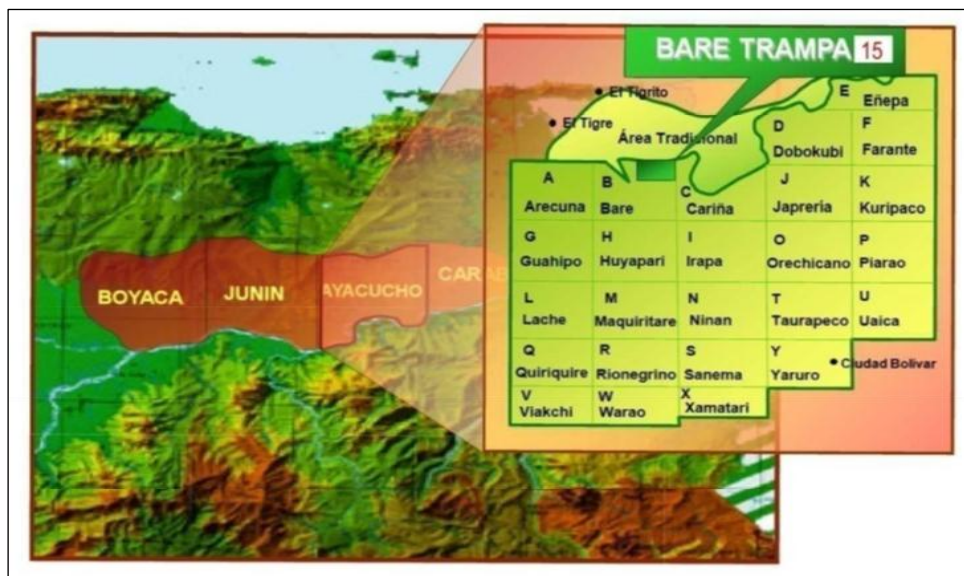 BARE TRAMPA 15
El Tigrito
El Tigre
Área Tradicional
E
Eñepa
D
Dobokubi
F
Farante
A
Arecuna
B
Bare
C
Cariña
J
Japreria
K
Kuripaco
G
Guahipo
H
Huyapari
I
Irapa
O
Orechicano
P
Piarao
L
Lache
M
Maquiritare
N
Ninan
T
Taurapeco
U
Uaica
Q
Quiriquire
R
Rionegrino
S
Sanema
Y
Yaruro
Ciudad Bolivar
V
Viakchi
W
Warao
X
Xamatari
BOYACA
JUNIN
AYACUCHO
CARAB